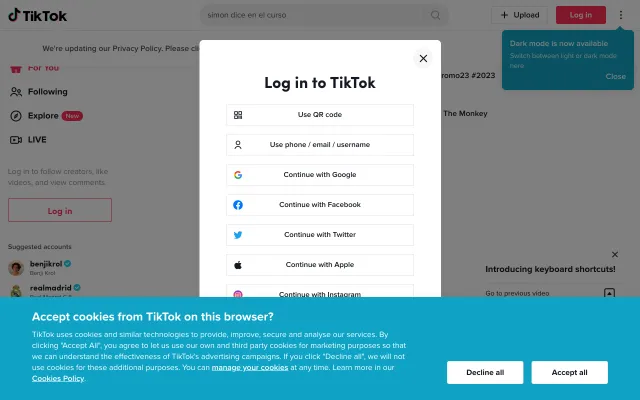 TikTok
simon dice en el curso
Upload
Log in
We're updating our Privacy Policy. Please
Dark mode is now available
Switch between light or dark mode
here.
Close
For You
Following
Explore New
LIVE
Log in to follow creators, like
videos, and view comments.
Log in
Suggested accounts
benjikrol
Benji Krol
realmadrid
Log in to TikTok
Use QR code
Use phone / email / username
Continue with Google
Continue with Facebook
Continue with Twitter
Continue with Apple
Continue with Instagram
romo23 #2023
The Monkey
Introducing keyboard shortcuts!
Go to previous video
Accept cookies from TikTok on this browser?
TikTok uses cookies and similar technologies to provide, improve, secure and analyse our services. By
clicking "Accept All", you agree to let us use our own and third party cookies for marketing purposes so that
we can understand the effectiveness of TikTok's advertising campaigns. If you click "Decline all", we will not
use cookies for these additional purposes. You can manage your cookies at any time. Learn more in our
Cookies Policy.
Decline all
Accept all